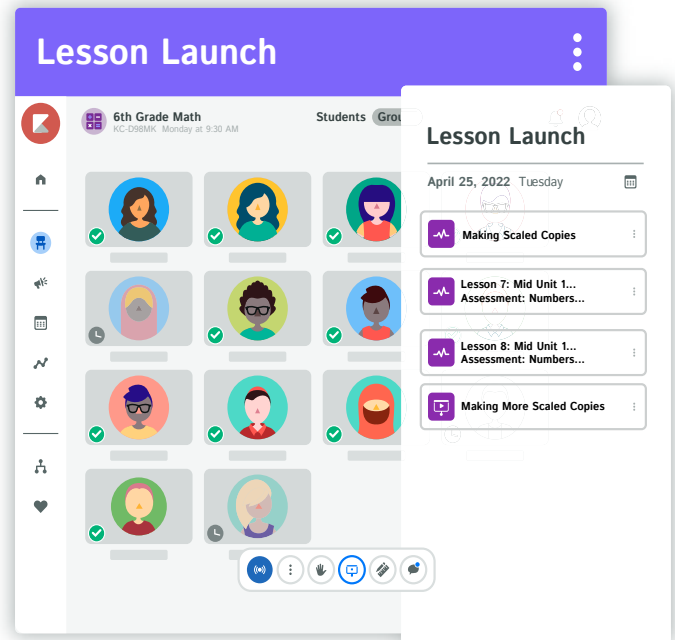 Lesson Launch
6th Grade Math
KC-D98MK Monday at 9:30 AM
Students Grou
Lesson Launch
April 25, 2022 Tuesday
Making Scaled Copies
Lesson 7: Mid Unit 1...
Assessment: Numbers...
Lesson 8: Mid Unit 1...
Assessment: Numbers...
Making More Scaled Copies